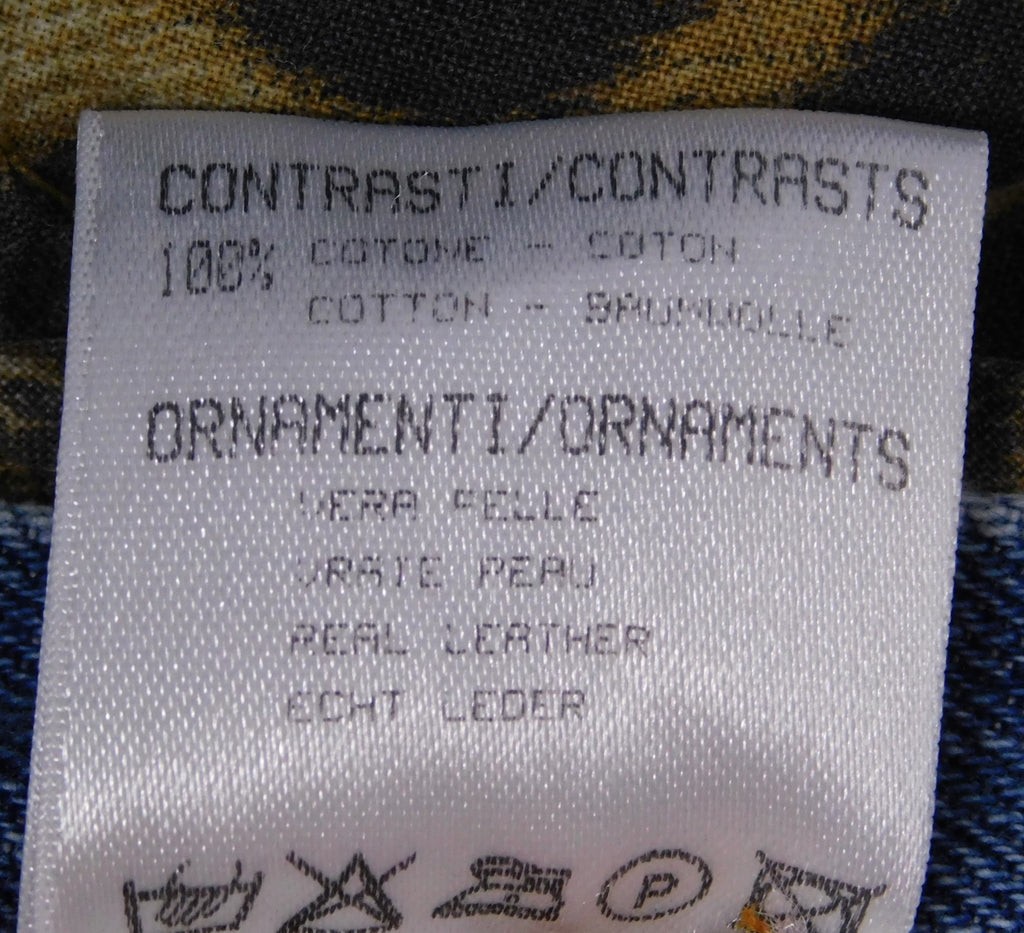 CONTRASTI/CONTRASTS
100% COTONE - COTON
COTTON - BAUMWOLLE
ORNAMENTI/ORNAMENTS
VERA PELLE
VRAIE PEAU
REAL LEATHER
ECHT LEDER
P